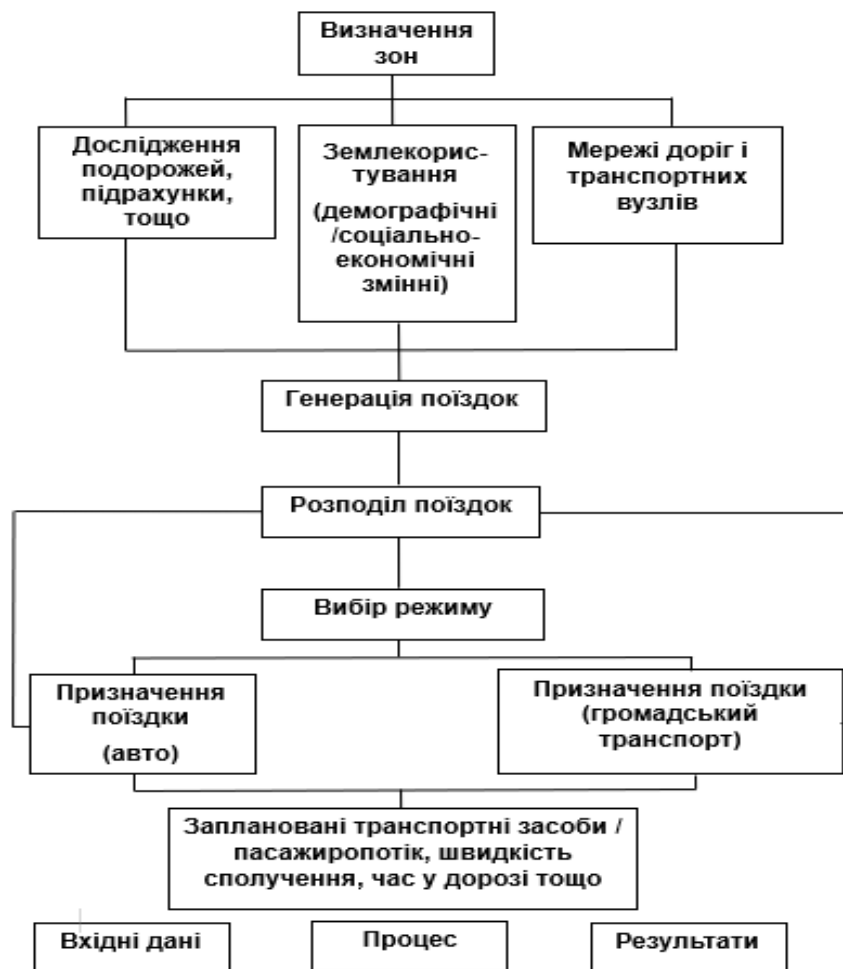 Визначення
зон
Дослідження
подорожей,
підрахунки,
тощо
Землекорис-
тування
(демографічні
/соціально-
економічні
змінні)
Мережі доріг і
транспортних
вузлів
Генерація поїздок
Розподіл поїздок
Вибір режиму
Призначення
поїздки
(авто)
Призначення поїздки
(громадський
транспорт)
Заплановані транспортні засоби /
пасажиропотік, швидкість
сполучення, час у дорозі тощо
Вхідні дані
Процес
Результати